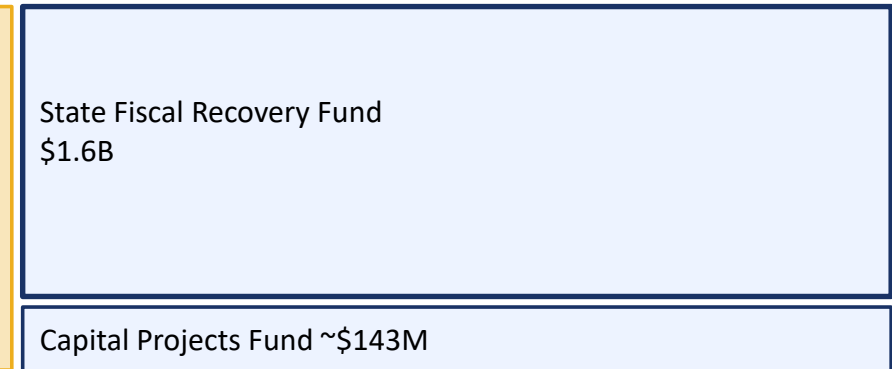 State Fiscal Recovery Fund
$1.6B
Capital Projects Fund ~$143M